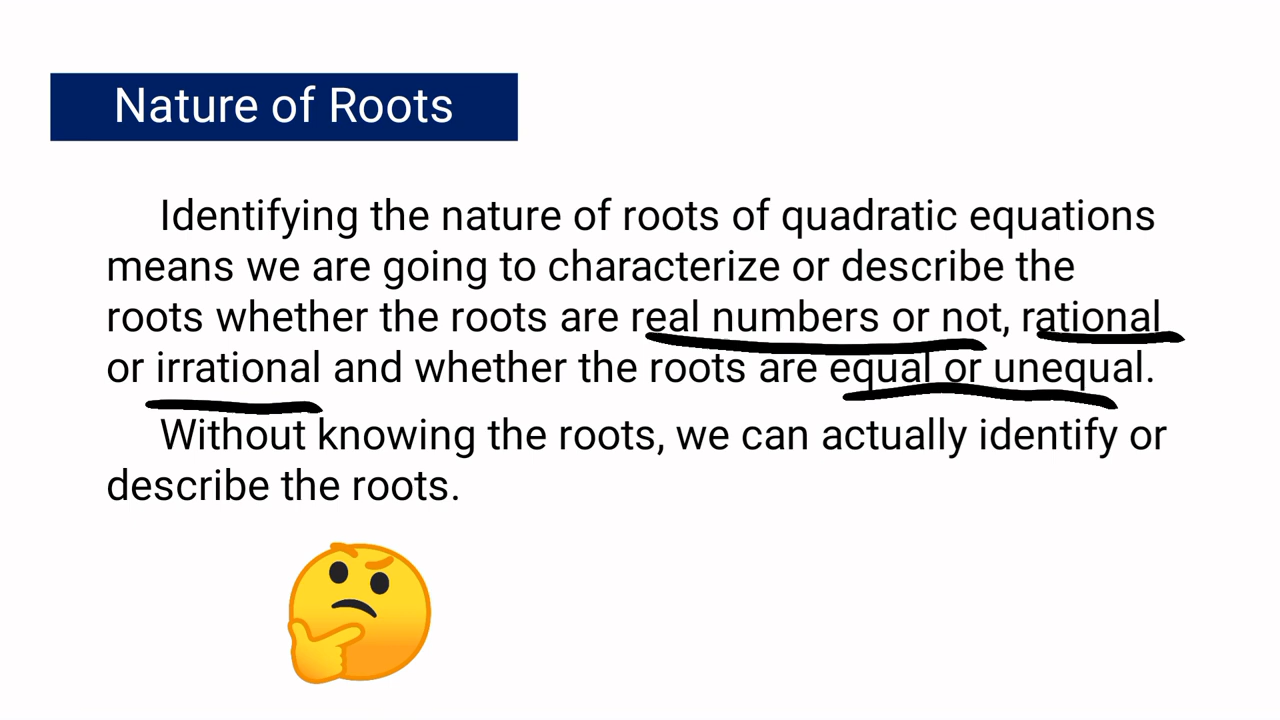 Nature of Roots
Identifying the nature of roots of quadratic equations
means we are going to characterize or describe the
roots whether the roots are real numbers or not, rational
or irrational and whether the roots are equal or unequal.
Without knowing the roots, we can actually identify or
describe the roots.